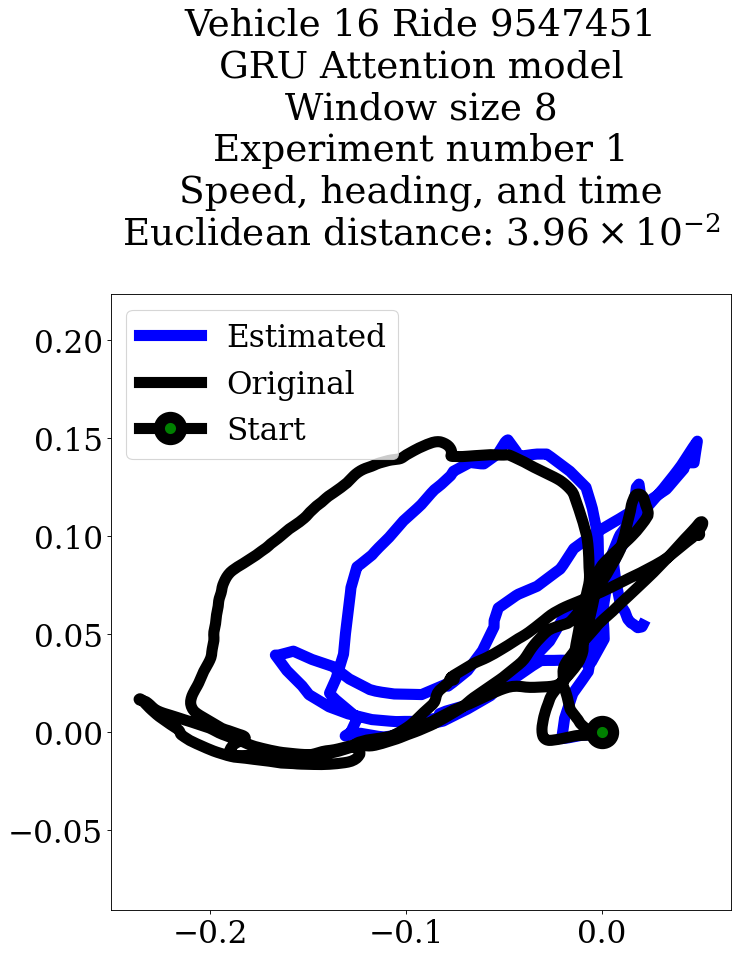 Vehicle 16 Ride 9547451
GRU Attention model
Window size 8
Experiment number 1
Speed, heading, and time
Euclidean distance: 3.96 × 10⁻²
Estimated
Original
Start
0.20
0.15
0.10
0.05
0.00
−0.05
−0.2
−0.1
0.0